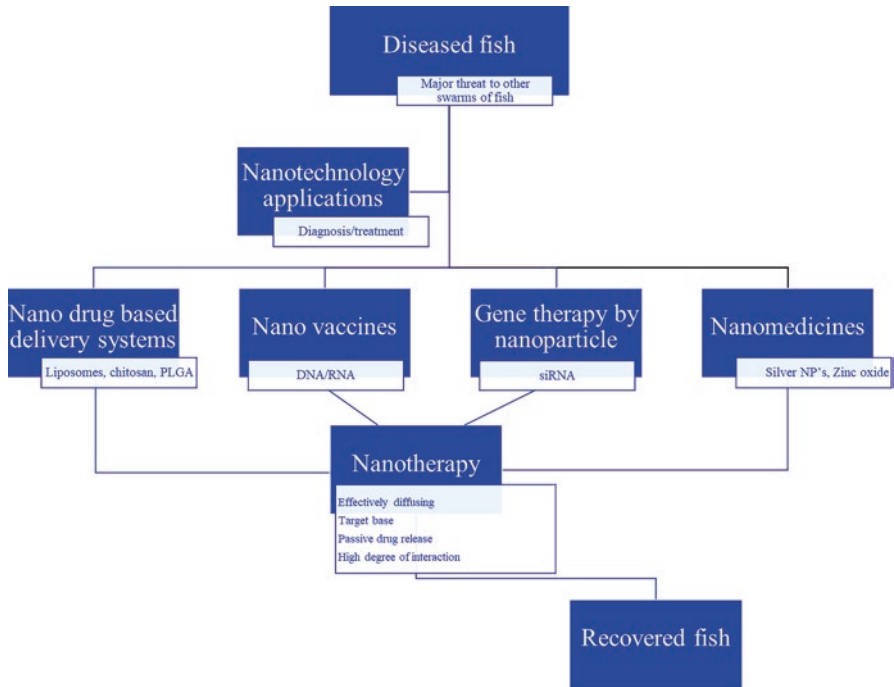 Diseased fish
Major threat to other
swarms of fish
Nanotechnology
applications
Diagnosis/treatment
Nano drug based
delivery systems
Liposomes, chitosan, PLGA
Nano vaccines
DNA/RNA
Gene therapy by
nanoparticle
siRNA
Nanomedicines
Silver NP's, Zinc oxide
Nanotherapy
Effectively diffusing
Target base
Passive drug release
High degree of interaction
Recovered fish